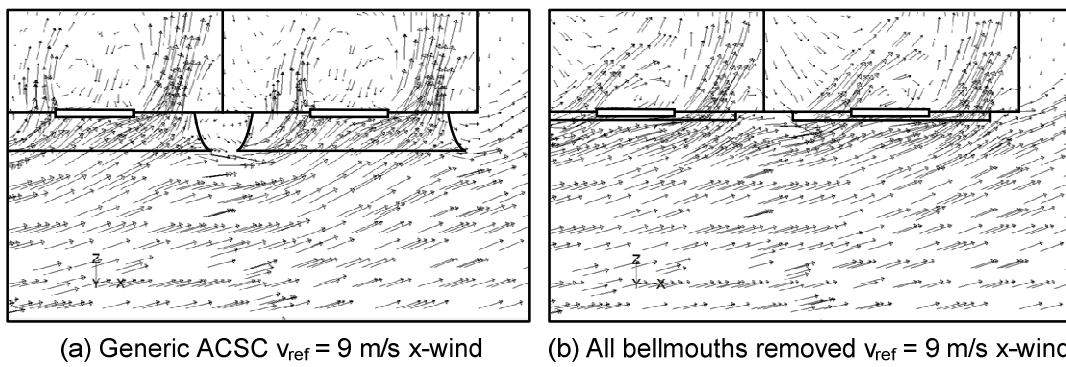 Z
Y X
Z
Y X
(a) Generic ACSC vref = 9 m/s x-wind
(b) All bellmouths removed vref = 9 m/s x-wind